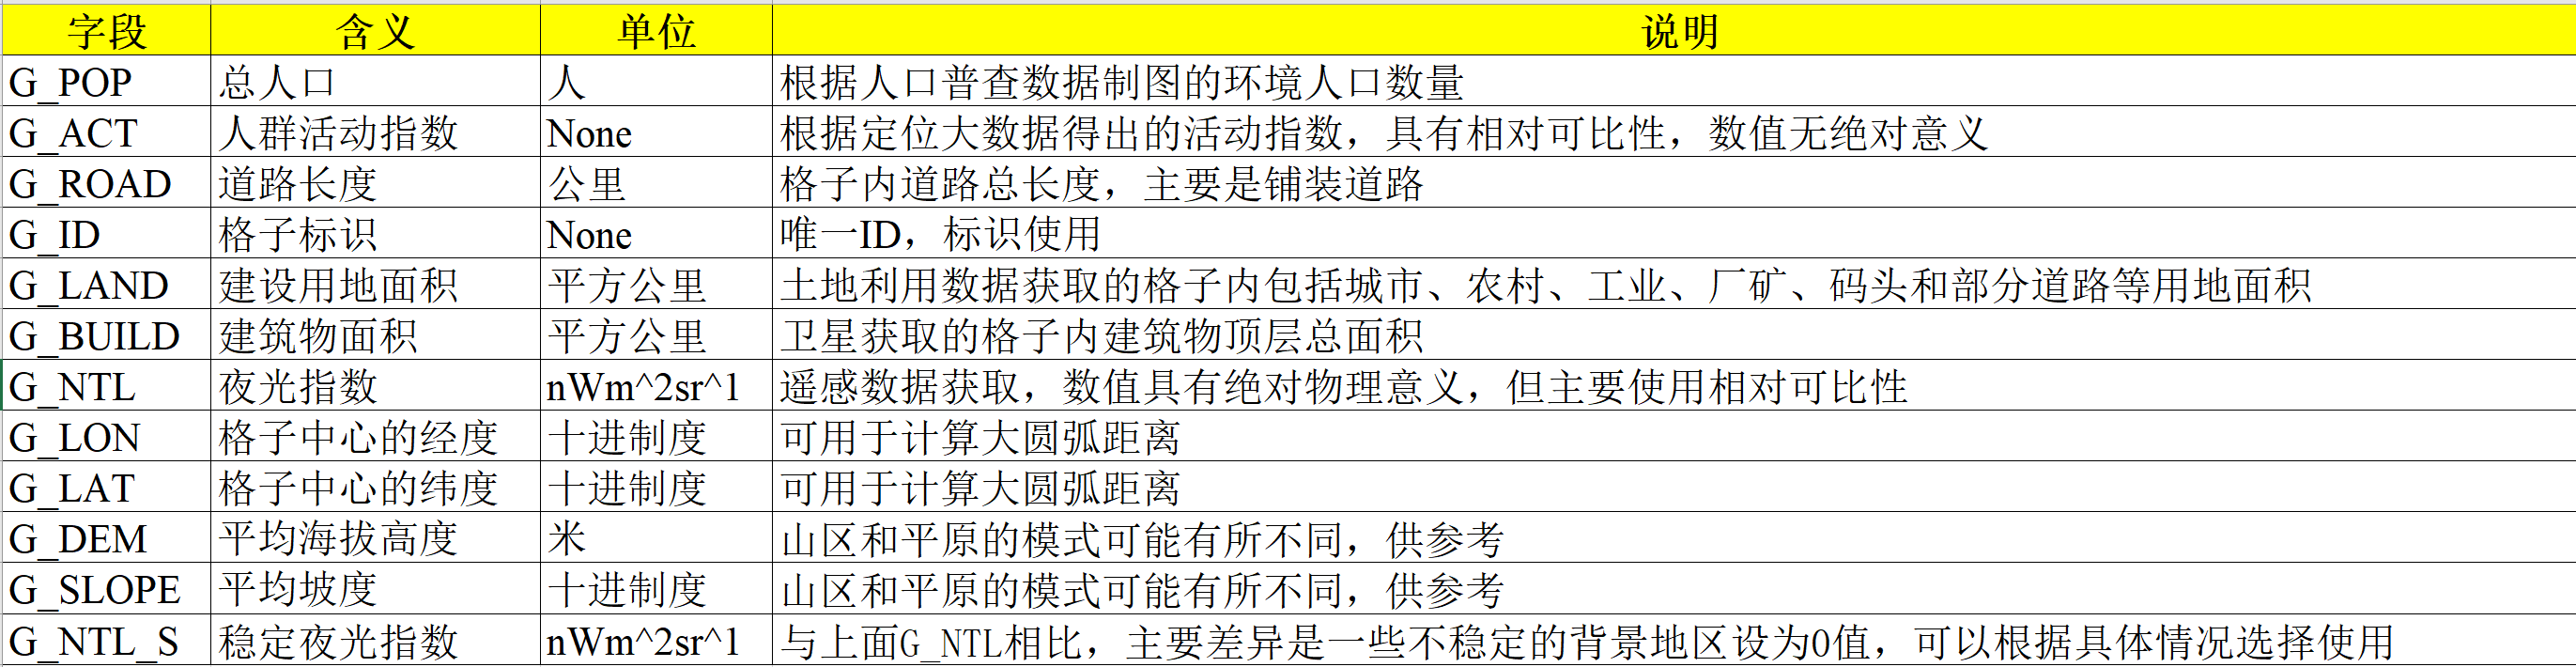 字段 含义 单位 说明
G_POP 总人口 人 根据人口普查数据制图的环境人口数量
G_ACT 人群活动指数 None 根据定位大数据得出的活动指数，具有相对可比性，数值无绝对意义
G_ROAD 道路长度 公里 格子内道路总长度，主要是铺装道路
G_ID 格子标识 None 唯一ID，标识使用
G_LAND 建设用地面积 平方公里 土地利用数据获取的格子内包括城市、农村、工业、厂矿、码头和部分道路等用地面积
G_BUILD 建筑物面积 平方公里 卫星获取的格子内建筑物顶层总面积
G_NTL 夜光指数 nWm^2sr^1 遥感数据获取，数值具有绝对物理意义，但主要使用相对可比性
G_LON 格子中心的经度 十进制度 可用于计算大圆弧距离
G_LAT 格子中心的纬度 十进制度 可用于计算大圆弧距离
G_DEM 平均海拔高度 米 山区和平原的模式可能有所不同，供参考
G_SLOPE 平均坡度 十进制度 山区和平原的模式可能有所不同，供参考
G_NTL_S 稳定夜光指数 nWm^2sr^1 与上面G_NTL相比，主要差异是一些不稳定的背景地区设为0值，可以根据具体情况选择使用